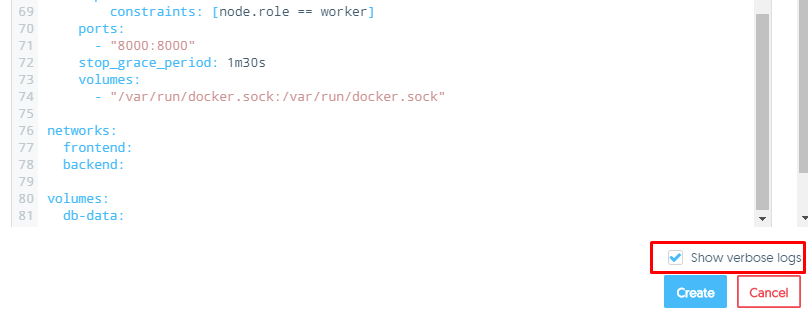 69 constraints: [node.role == worker]
70 ports:
71 - "8000:8000"
72 stop_grace_period: 1m30s
73 volumes:
74 - "/var/run/docker.sock:/var/run/docker.sock"
75
76 networks:
77 frontend:
78 backend:
79
80 volumes:
81 db-data:
Show verbose logs
Create Cancel